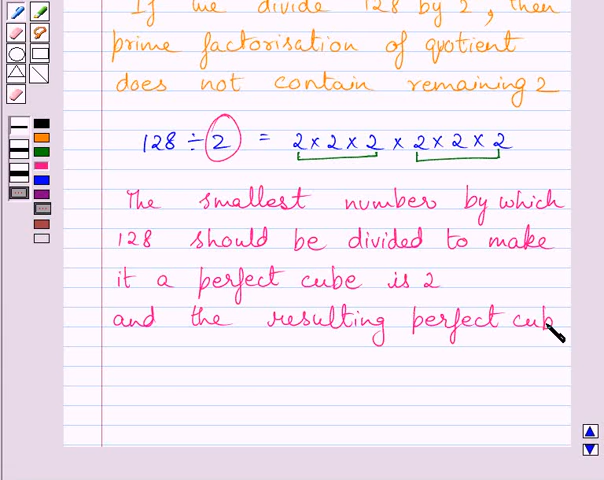 If we divide 128 by 2, then
prime factorisation of quotient
does not contain remaining 2
128 ÷ 2 = 2 × 2 × 2 × 2 × 2 × 2
The smallest number by which
128 should be divided to make
it a perfect cube is 2
and the resulting perfect cub